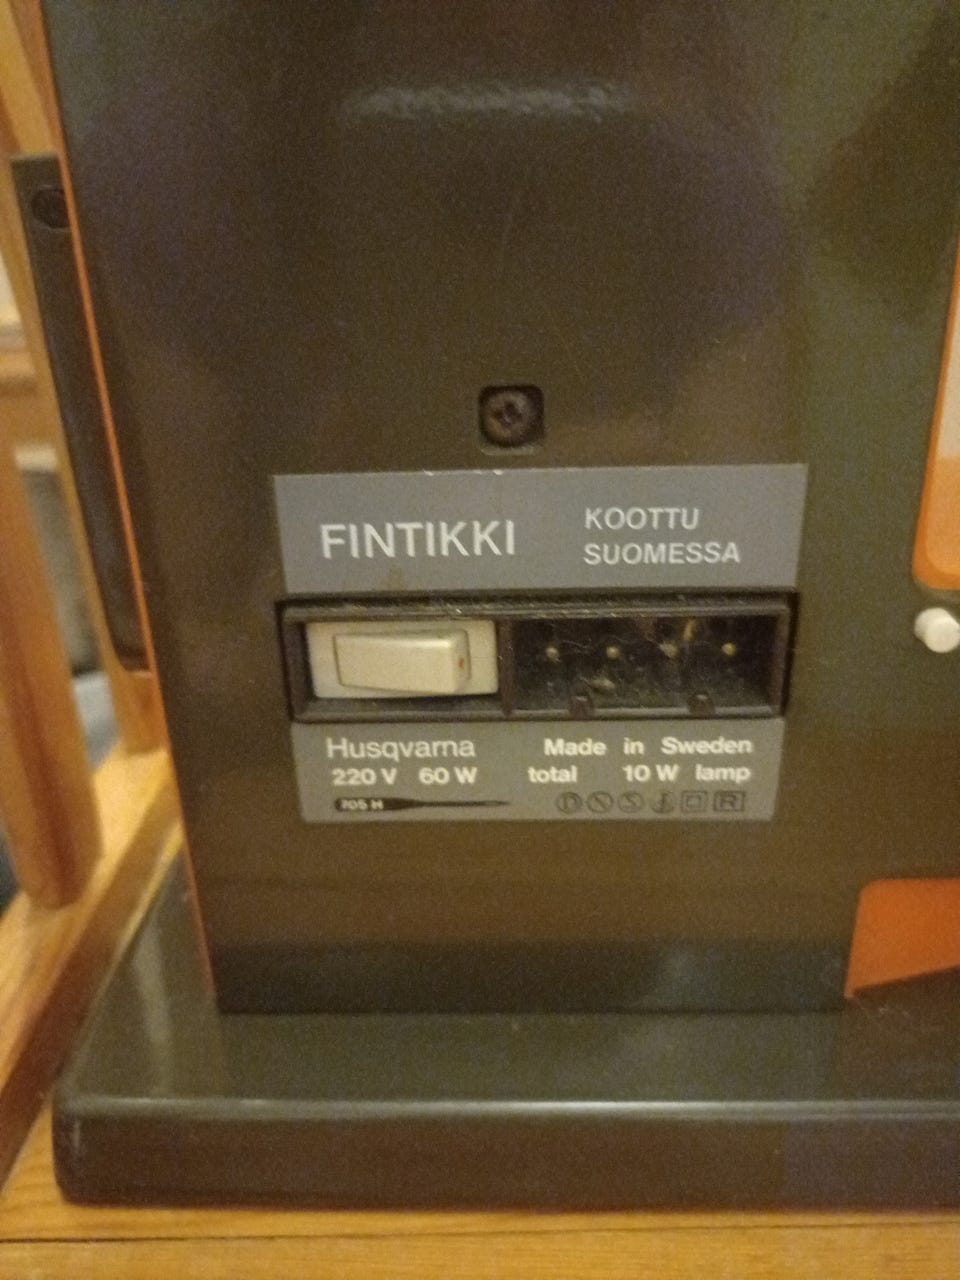 FINTIKKI
KOOTTU
SUOMESSA
Husqvarna
220 V 60 W
705 H
Made in Sweden
total 10 W lamp
D N S R